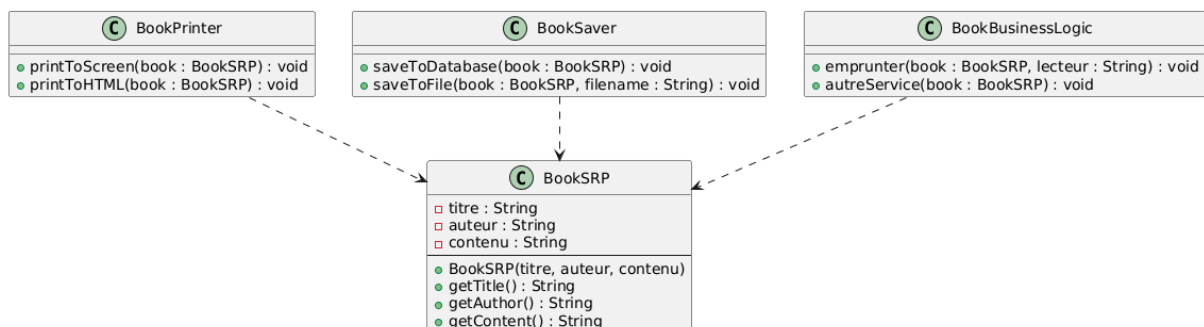 C BookPrinter
printToScreen(book : BookSRP) : void
printToHTML(book : BookSRP) : void
C BookSaver
saveToDatabase(book : BookSRP) : void
saveToFile(book : BookSRP, filename : String) : void
C BookBusinessLogic
emprunter(book : BookSRP, lecteur : String) : void
autreService(book : BookSRP) : void
C BookSRP
titre : String
auteur : String
contenu : String
BookSRP(titre, auteur, contenu)
getTitle() : String
getAuthor() : String
getContent() : String